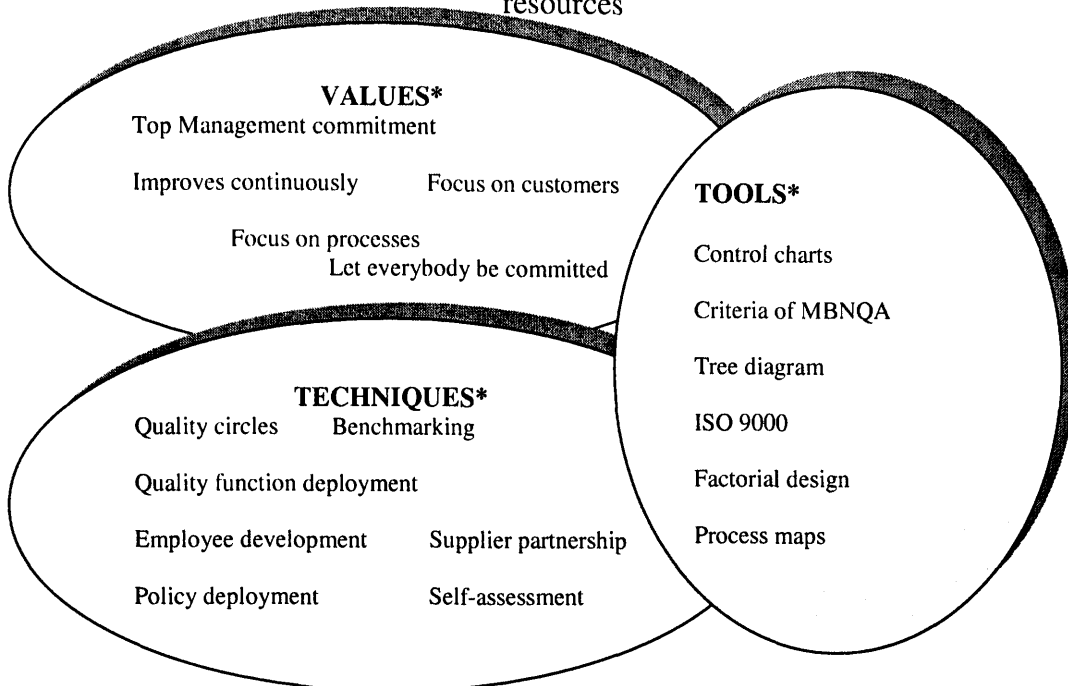 resources
VALUES*
Top Management commitment
Improves continuously Focus on customers
Focus on processes
Let everybody be committed
TECHNIQUES*
Quality circles Benchmarking
Quality function deployment
Employee development Supplier partnership
Policy deployment Self-assessment
TOOLS*
Control charts
Criteria of MBNQA
Tree diagram
ISO 9000
Factorial design
Process maps